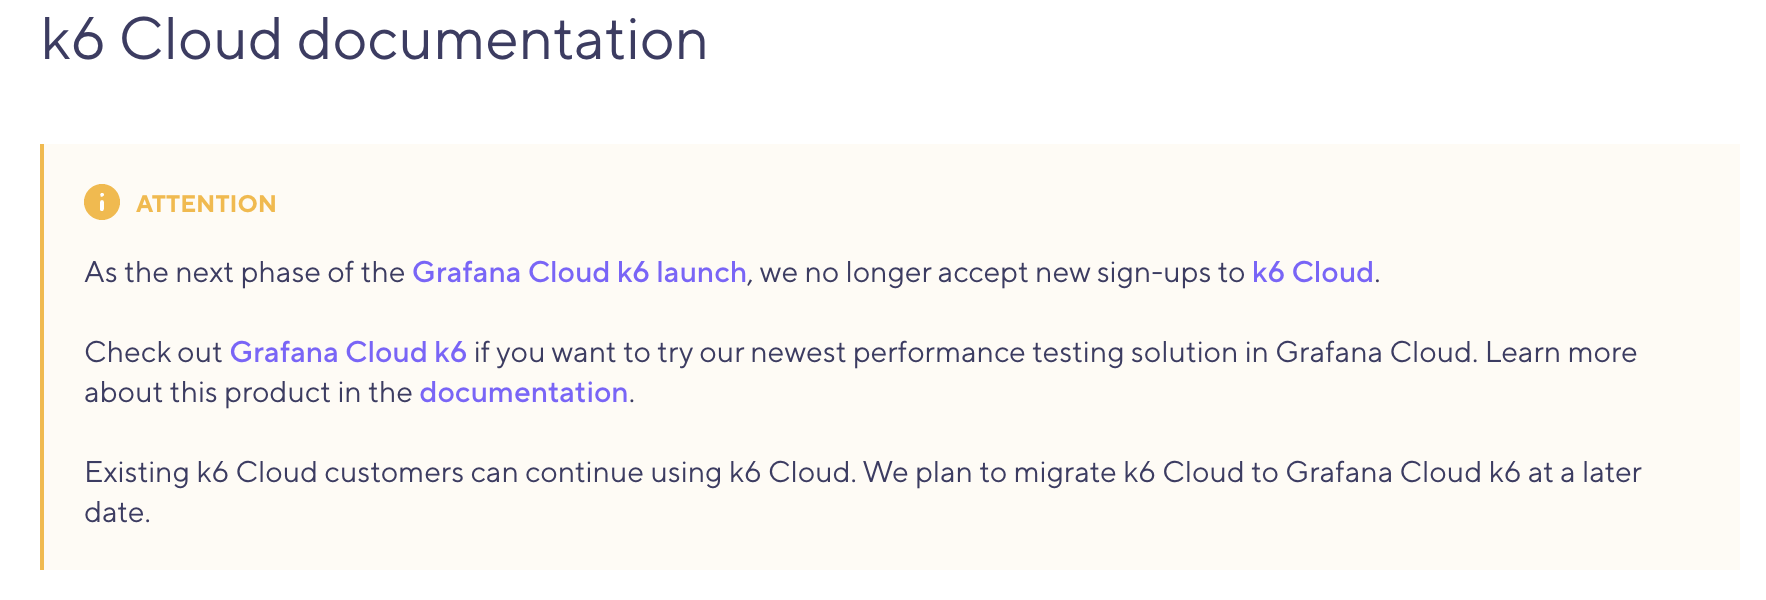 k6 Cloud documentation
ATTENTION
As the next phase of the Grafana Cloud k6 launch, we no longer accept new sign-ups to k6 Cloud.
Check out Grafana Cloud k6 if you want to try our newest performance testing solution in Grafana Cloud. Learn more
about this product in the documentation.
Existing k6 Cloud customers can continue using k6 Cloud. We plan to migrate k6 Cloud to Grafana Cloud k6 at a later
date.